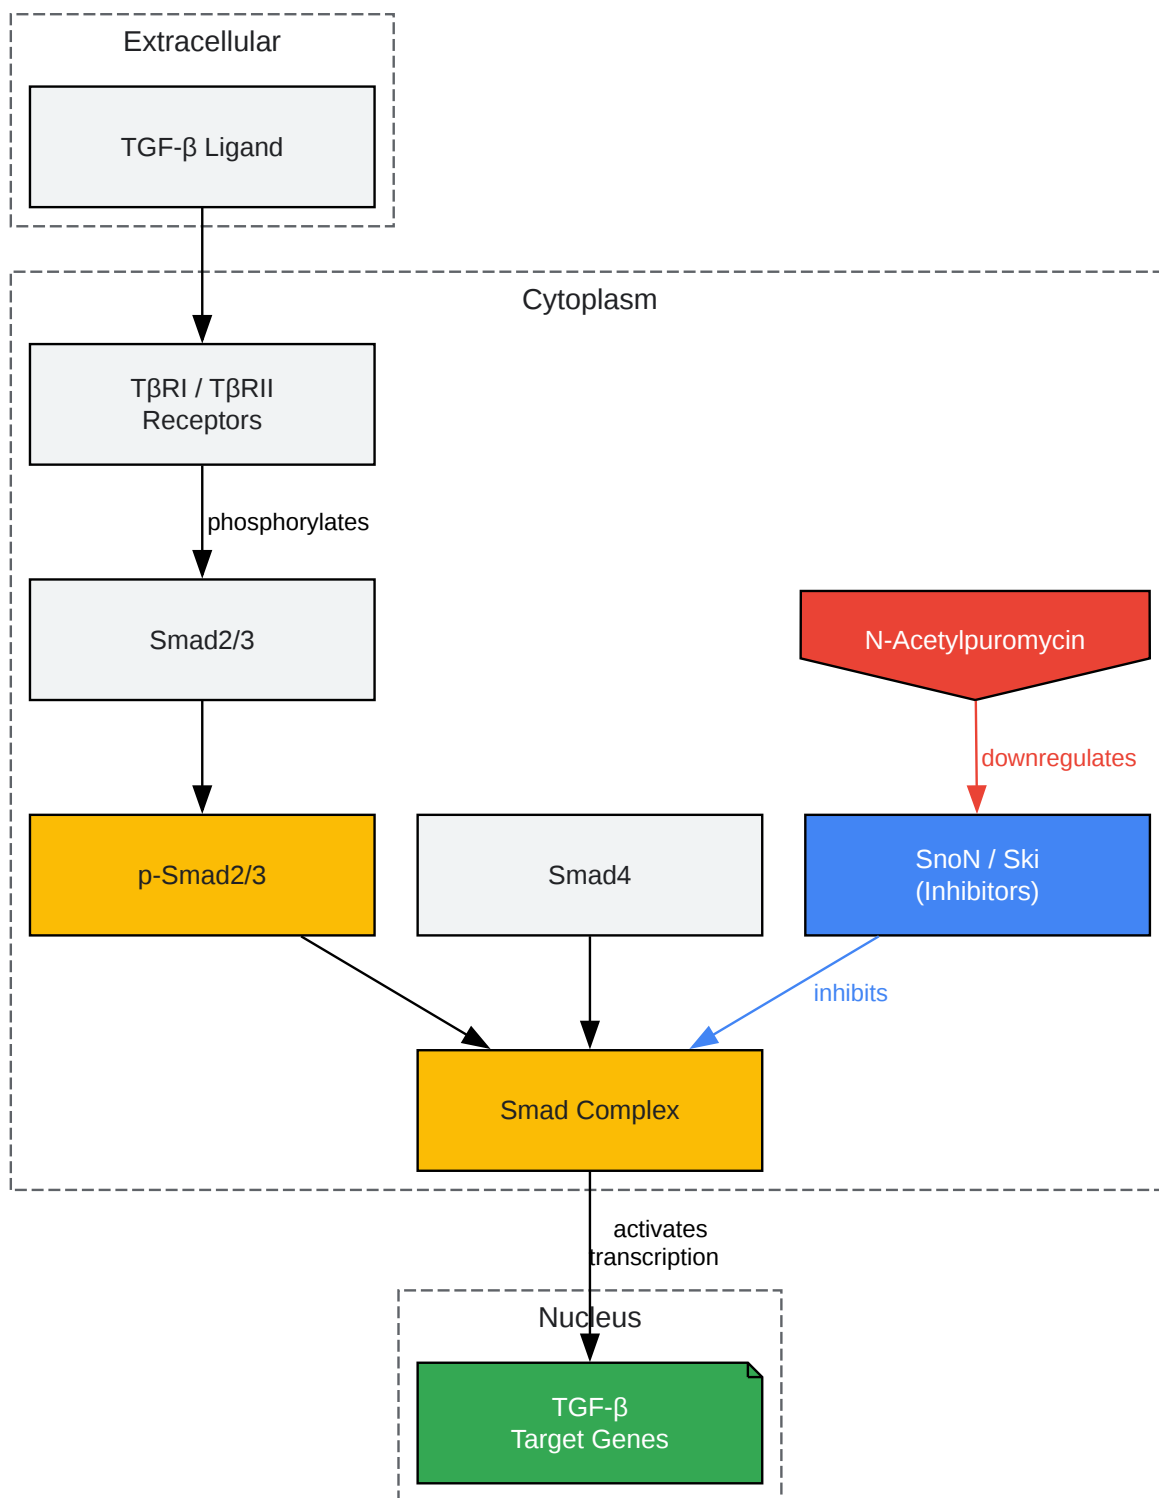 Extracellular
TGF-β Ligand
Cytoplasm
TβRI / TβRII
Receptors
phosphorylates
Smad2/3
N-Acetylpuromycin
downregulates
p-Smad2/3
Smad4
SnoN / Ski
(Inhibitors)
inhibits
Smad Complex
activates
transcription
Nucleus
TGF-β
Target Genes